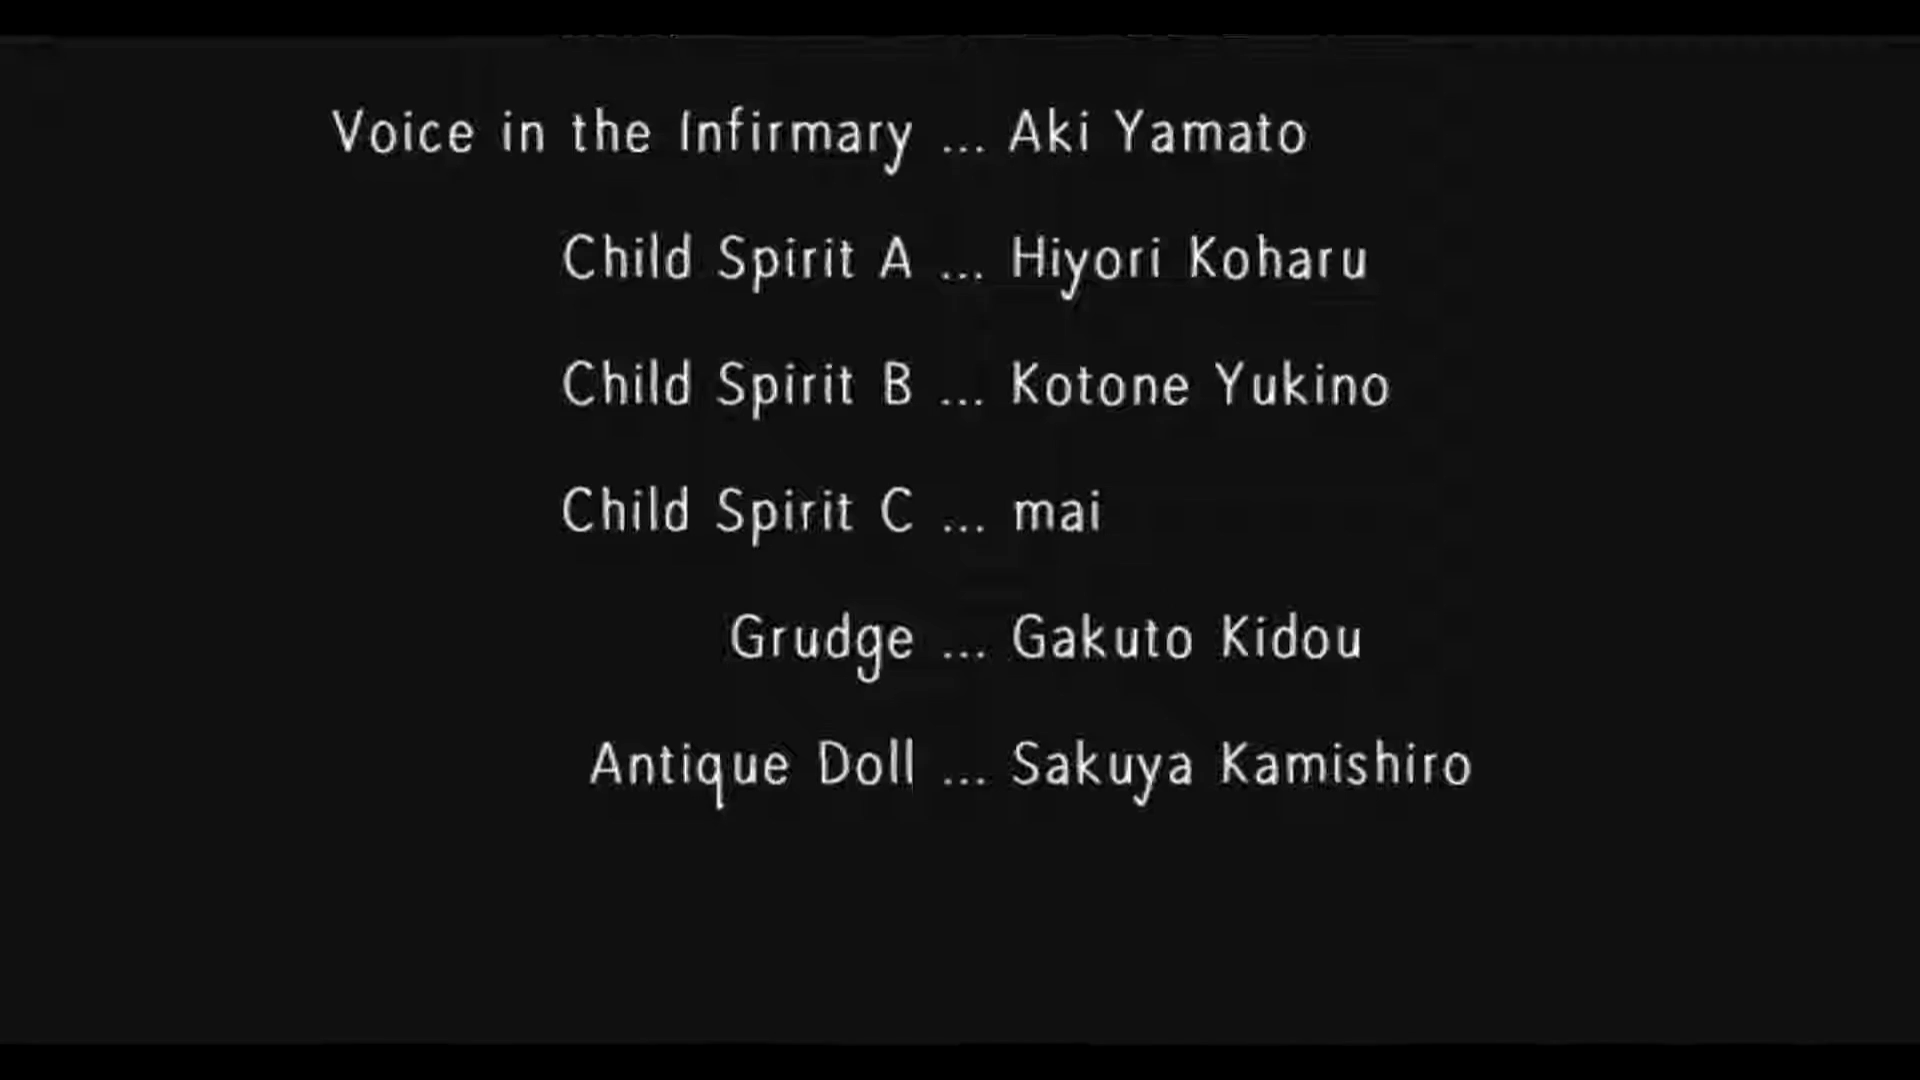 Voice in the Infirmary ... Aki Yamato
Child Spirit A ... Hiyori Koharu
Child Spirit B ... Kotone Yukino
Child Spirit C ... mai
Grudge ... Gakuto Kidou
Antique Doll ... Sakuya Kamishiro